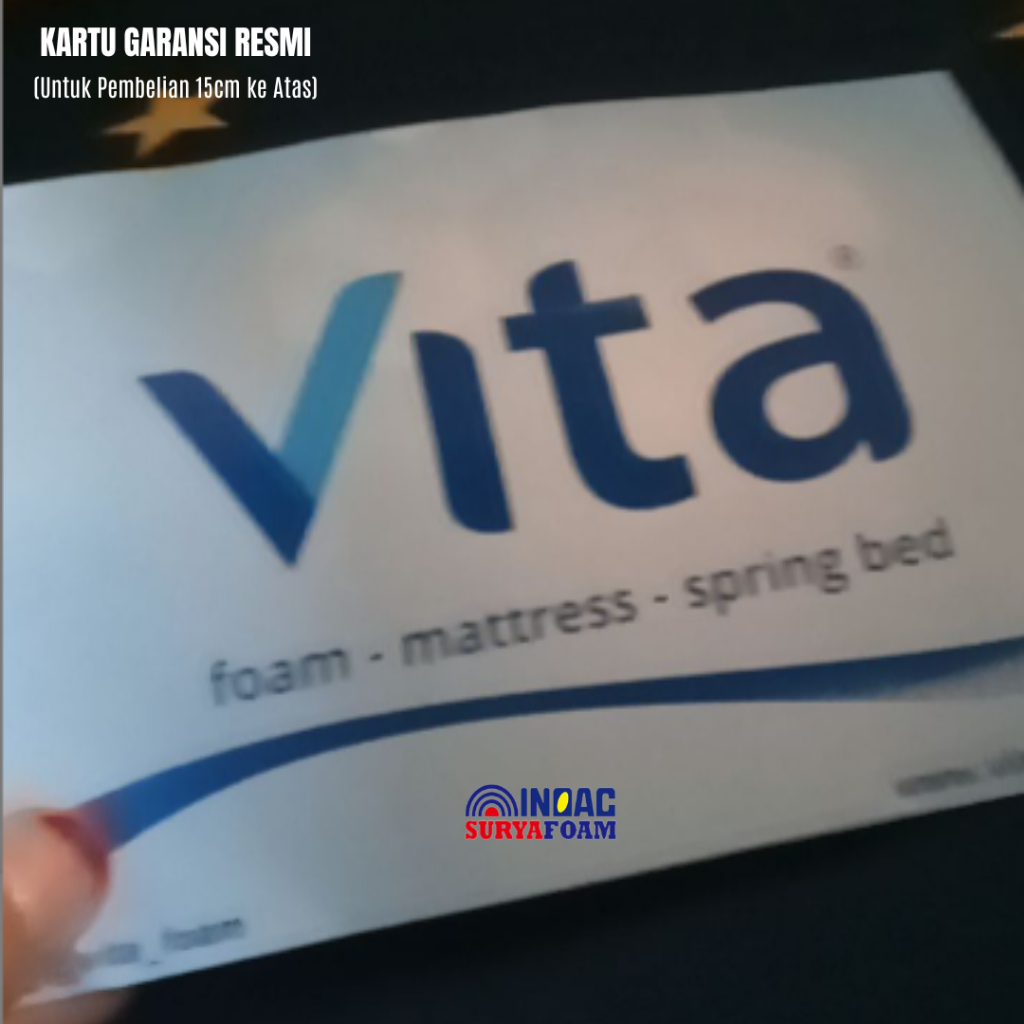 KARTU GARANSI RESMI
(Untuk Pembelian 15cm ke Atas)
vita®
foam - mattress - spring bed
INOAC
SURYAFOAM